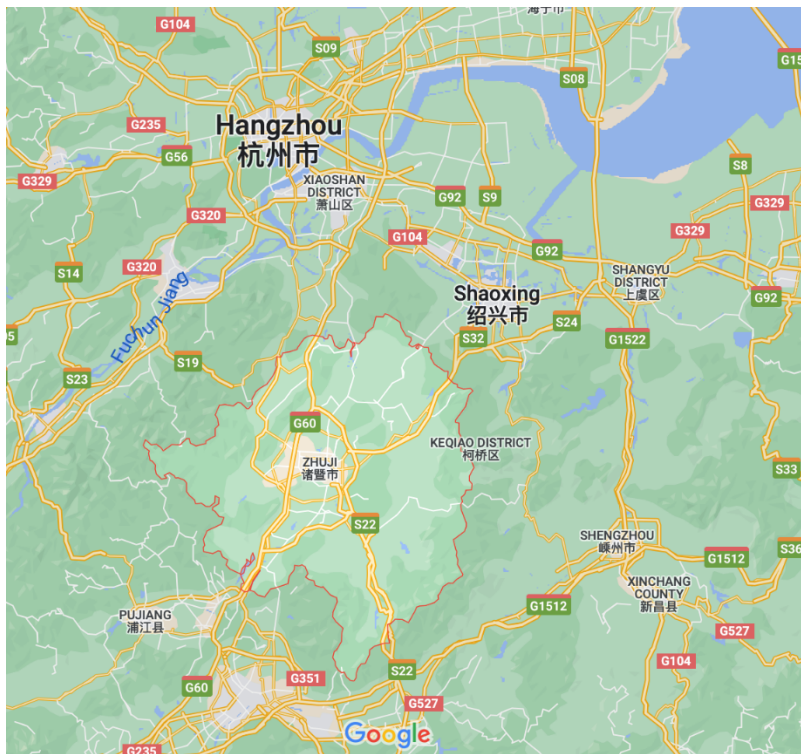 G104
海宁市
S09
S08
G15
G235
Hangzhou
杭州市
G56
G329
XIAOSHAN
DISTRICT
萧山区
S8
G92
S9
G329
G320
G104
G329
G92
S14
G320
SHANGYU
DISTRICT
上虞区
Fuchun Jiang
Shaoxing
绍兴市
G92
S24
S32
G1522
S19
S23
G60
KEQIAO DISTRICT
柯桥区
ZHUJI
诸暨市
S33
S22
SHENGZHOU
嵊州市
S36
G1512
XINCHANG
COUNTY
新昌县
PUJIANG
浦江县
G1512
G527
G104
S22
G351
G60
G527
Google
G235